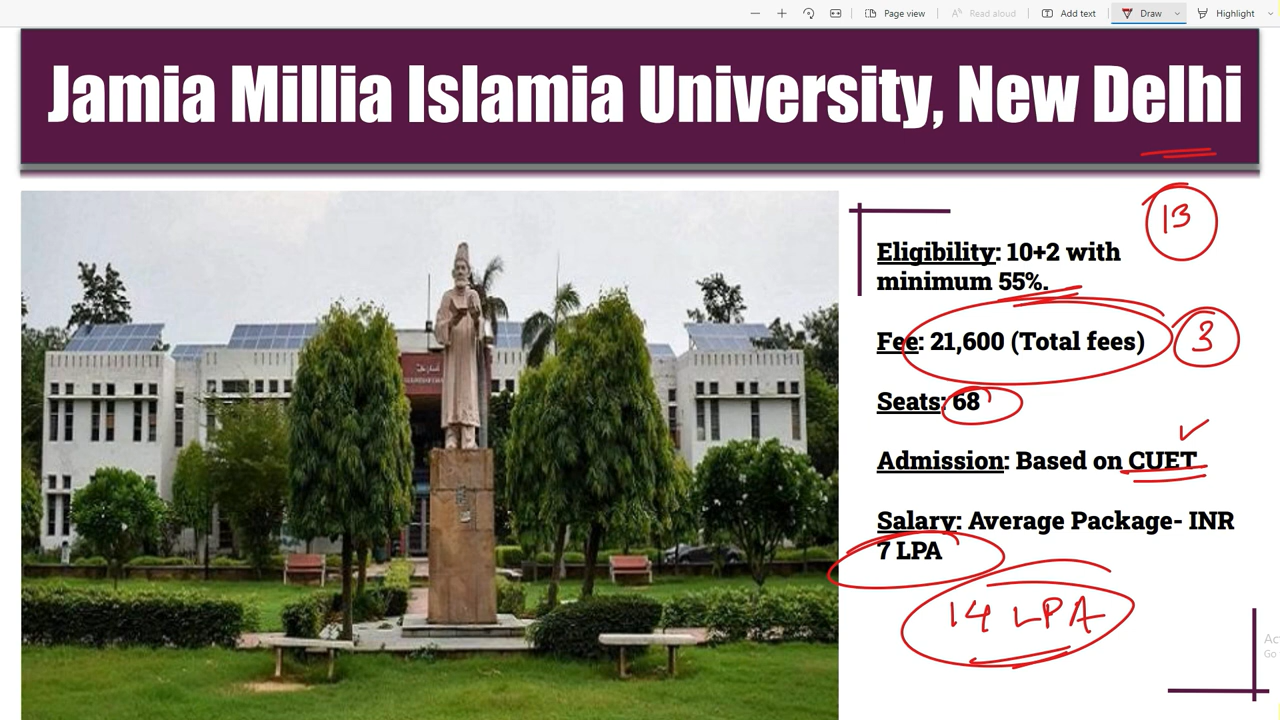 Page view
Read aloud
Add text
Draw
Highlight
Jamia Millia Islamia University, New Delhi
13
Eligibility: 10+2 with
minimum 55%.
Fee: 21,600 (Total fees)
3
Seats: 68
Admission: Based on CUET
Salary: Average Package- INR
7 LPA
14 LPA
Go